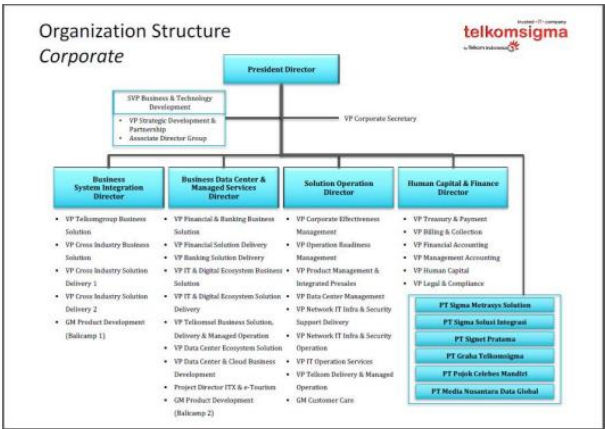 Organization Structure
Corporate
trusted - IT - company
telkomsigma
by Telkom Indonesia
President Director
SVP Business & Technology
Development
• VP Strategic Development &
Partnership
• Associate Director Group
VP Corporate Secretary
Business
System Integration
Director
• VP Telkomgroup Business
Solution
• VP Cross Industry Business
Solution
• VP Cross Industry Solution
Delivery 1
• VP Cross Industry Solution
Delivery 2
• GM Product Development
(Balicamp 1)
Business Data Center &
Managed Services
Director
• VP Financial & Banking Business
Solution
• VP Financial Solution Delivery
• VP Banking Solution Delivery
• VP IT & Digital Ecosystem Business
Solution
• VP IT & Digital Ecosystem Solution
Delivery
• VP Telkomsel Business Solution,
Delivery & Managed Operation
• VP Data Center Ecosystem Solution
• VP Data Center & Cloud Business
Development
• Project Director ITX & e-Tourism
• GM Product Development
(Balicamp 2)
Solution Operation
Director
• VP Corporate Effectiveness
Management
• VP Operation Readiness
Management
• VP Product Management &
Integrated Presales
• VP Data Center Management
• VP Network IT Infra & Security
Support Delivery
• VP Network IT Infra & Security
Operation
• VP IT Operation Services
• VP Telkom Delivery & Managed
Operation
• GM Customer Care
Human Capital & Finance
Director
• VP Treasury & Payment
• VP Billing & Collection
• VP Financial Accounting
• VP Management Accounting
• VP Human Capital
• VP Legal & Compliance
PT Sigma Metrasys Solution
PT Sigma Solusi Integrasi
PT Signet Pratama
PT Graha Telkomsigma
PT Pojok Celebes Mandiri
PT Media Nusantara Data Global